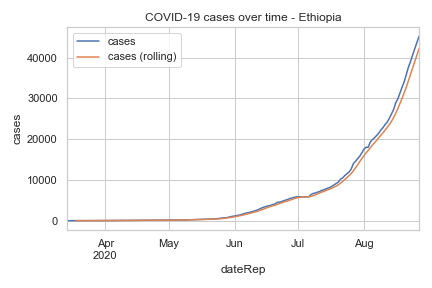 COVID-19 cases over time - Ethiopia
cases
cases (rolling)
40000
30000
20000
10000
0
cases
Apr
2020
May
Jun
Jul
Aug
dateRep